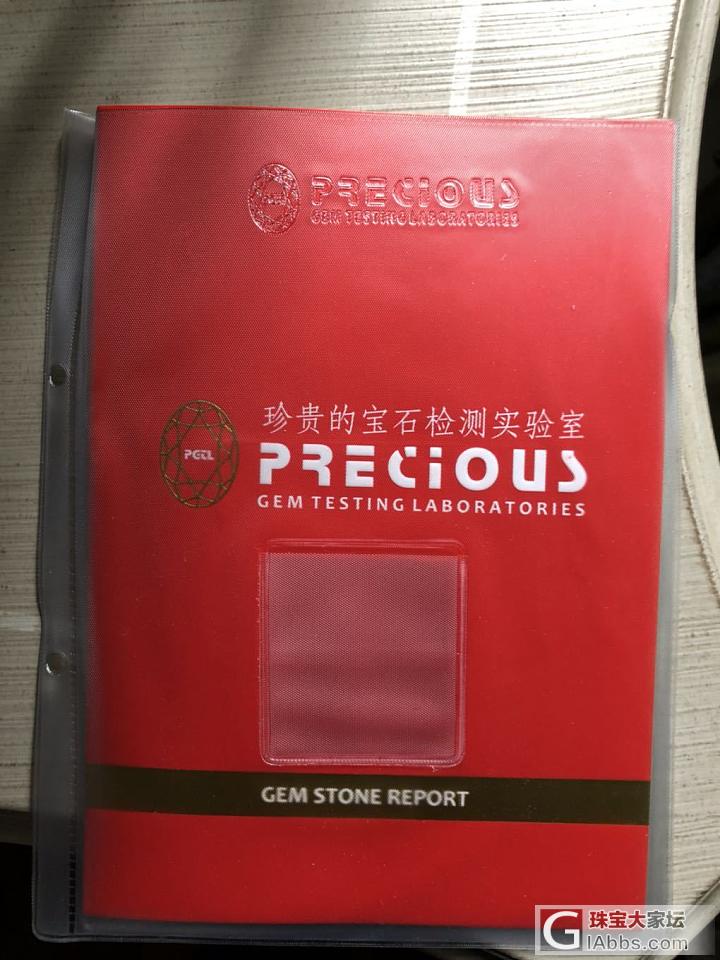 PRECIOUS
GEM TESTING LABORATORIES
珍贵的宝石检测实验室
PGTL
PRECIOUS
GEM TESTING LABORATORIES
GEM STONE REPORT
G 珠宝大家坛
IAbbs.com